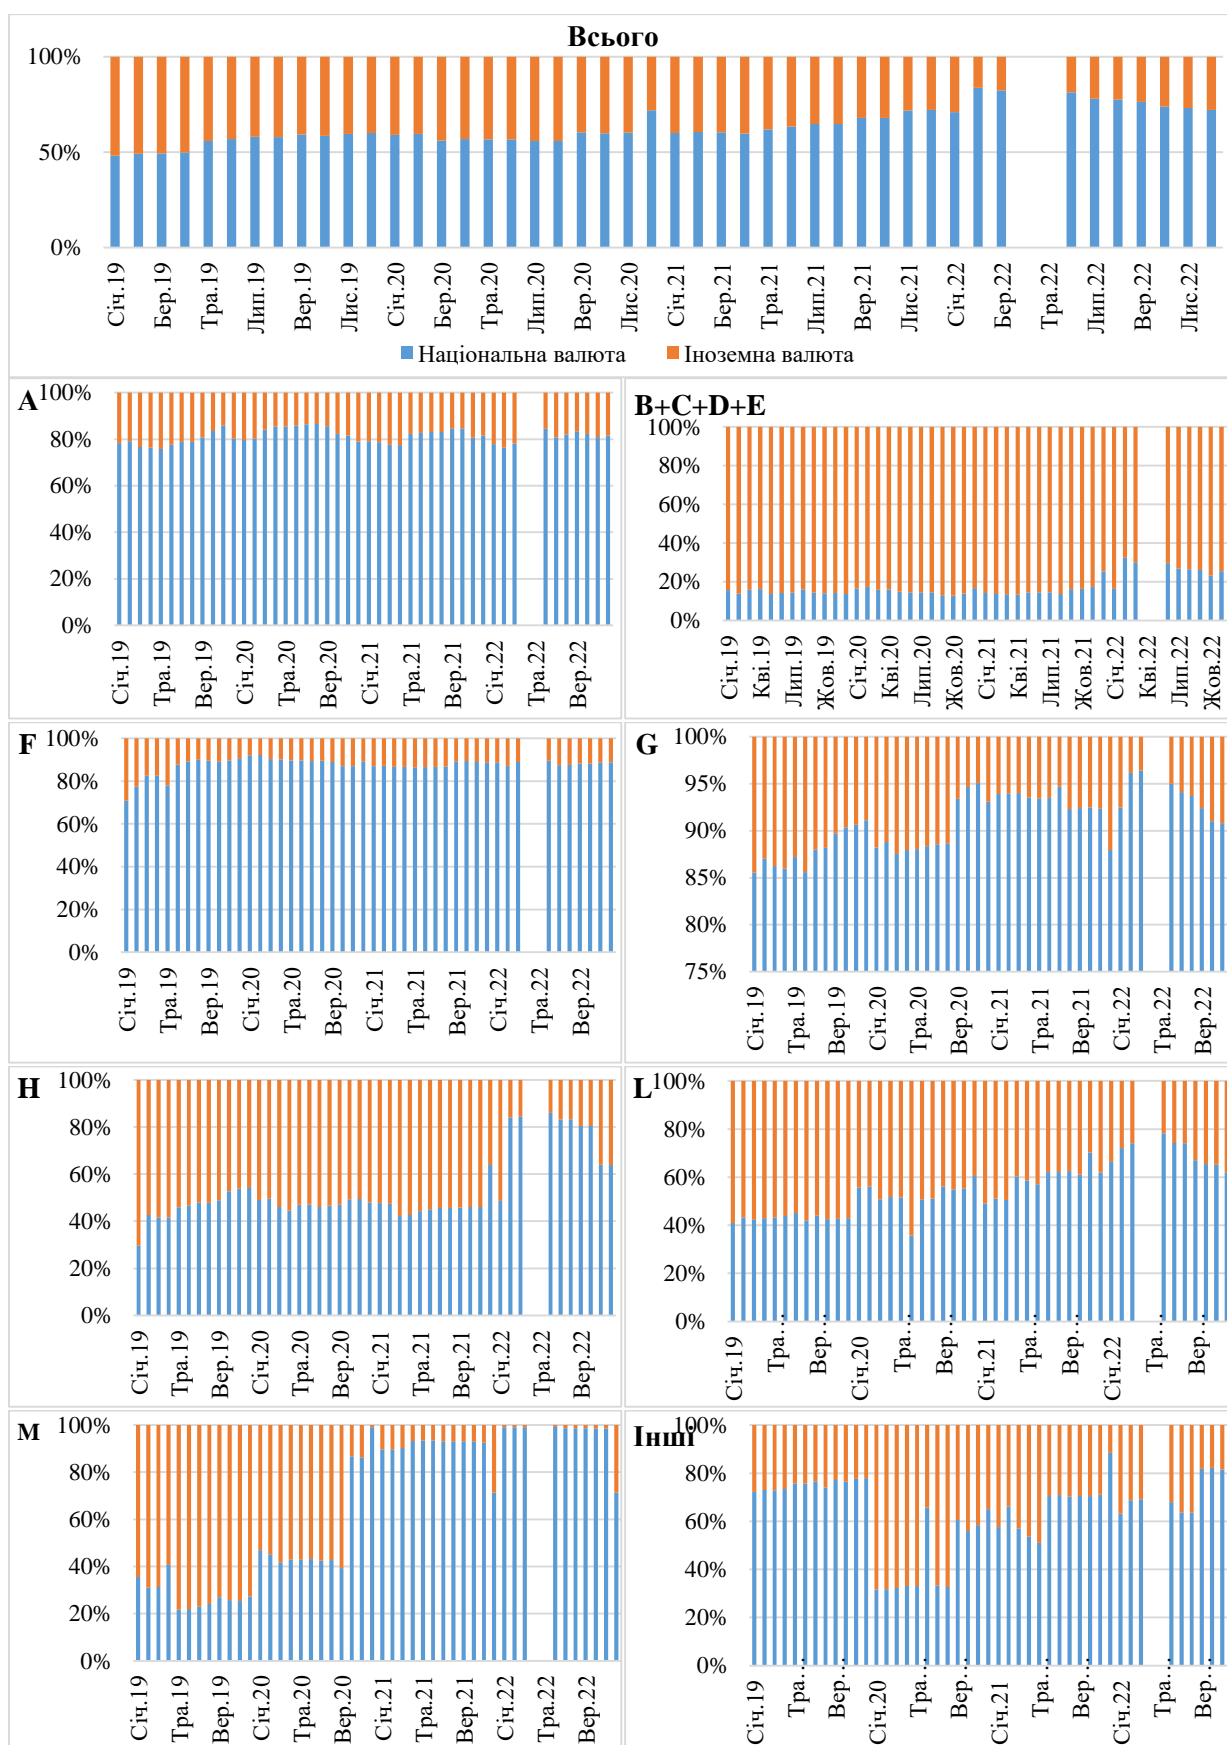 Всього
100%
50%
0%
Січ.19 Бер.19 Тра.19 Лип.19 Вер.19 Лис.19 Січ.20 Бер.20 Тра.20 Лип.20 Вер.20 Лис.20 Січ.21 Бер.21 Тра.21 Лип.21 Вер.21 Лис.21 Січ.22 Бер.22 Тра.22 Лип.22 Вер.22 Лис.22
Національна валюта Іноземна валюта
A
100%
80%
60%
40%
20%
0%
Січ.19 Тра.19 Вер.19 Січ.20 Тра.20 Вер.20 Січ.21 Тра.21 Вер.21 Січ.22 Тра.22 Вер.22
B+C+D+E
100%
80%
60%
40%
20%
0%
Січ.19 Кві.19 Лип.19 Жов.19 Січ.20 Кві.20 Лип.20 Жов.20 Січ.21 Кві.21 Лип.21 Жов.21 Січ.22 Кві.22 Лип.22 Жов.22
F
100%
80%
60%
40%
20%
0%
Січ.19 Тра.19 Вер.19 Січ.20 Тра.20 Вер.20 Січ.21 Тра.21 Вер.21 Січ.22 Тра.22 Вер.22
G
100%
95%
90%
85%
80%
75%
Січ.19 Тра.19 Вер.19 Січ.20 Тра.20 Вер.20 Січ.21 Тра.21 Вер.21 Січ.22 Тра.22 Вер.22
H
100%
80%
60%
40%
20%
0%
Січ.19 Тра.19 Вер.19 Січ.20 Тра.20 Вер.20 Січ.21 Тра.21 Вер.21 Січ.22 Тра.22 Вер.22
L
100%
80%
60%
40%
20%
0%
Січ.19 Тра… Вер… Січ.20 Тра… Вер… Січ.21 Тра… Вер… Січ.22 Тра… Вер…
M
100%
80%
60%
40%
20%
0%
Січ.19 Тра.19 Вер.19 Січ.20 Тра.20 Вер.20 Січ.21 Тра.21 Вер.21 Січ.22 Тра.22 Вер.22
Інші
100%
80%
60%
40%
20%
0%
Січ.19 Тра… Вер… Січ.20 Тра… Вер… Січ.21 Тра… Вер… Січ.22 Тра… Вер…